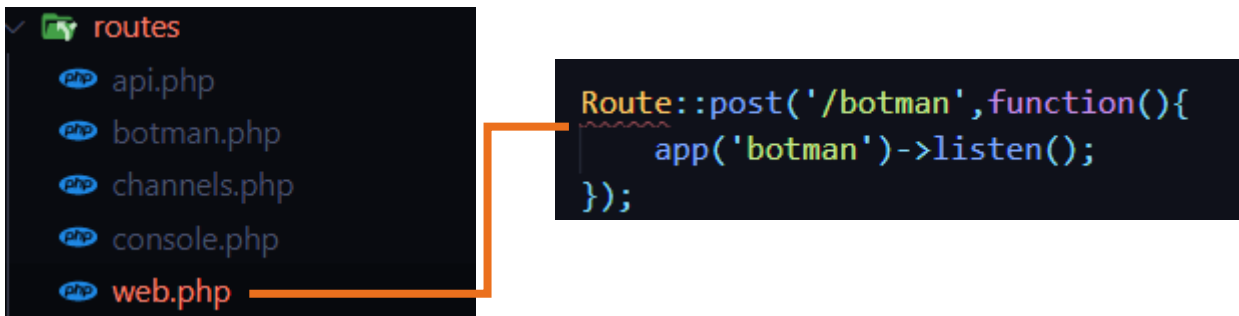 routes
php api.php
php botman.php
php channels.php
php console.php
php web.php
Route::post('/botman',function(){
    app('botman')->listen();
});